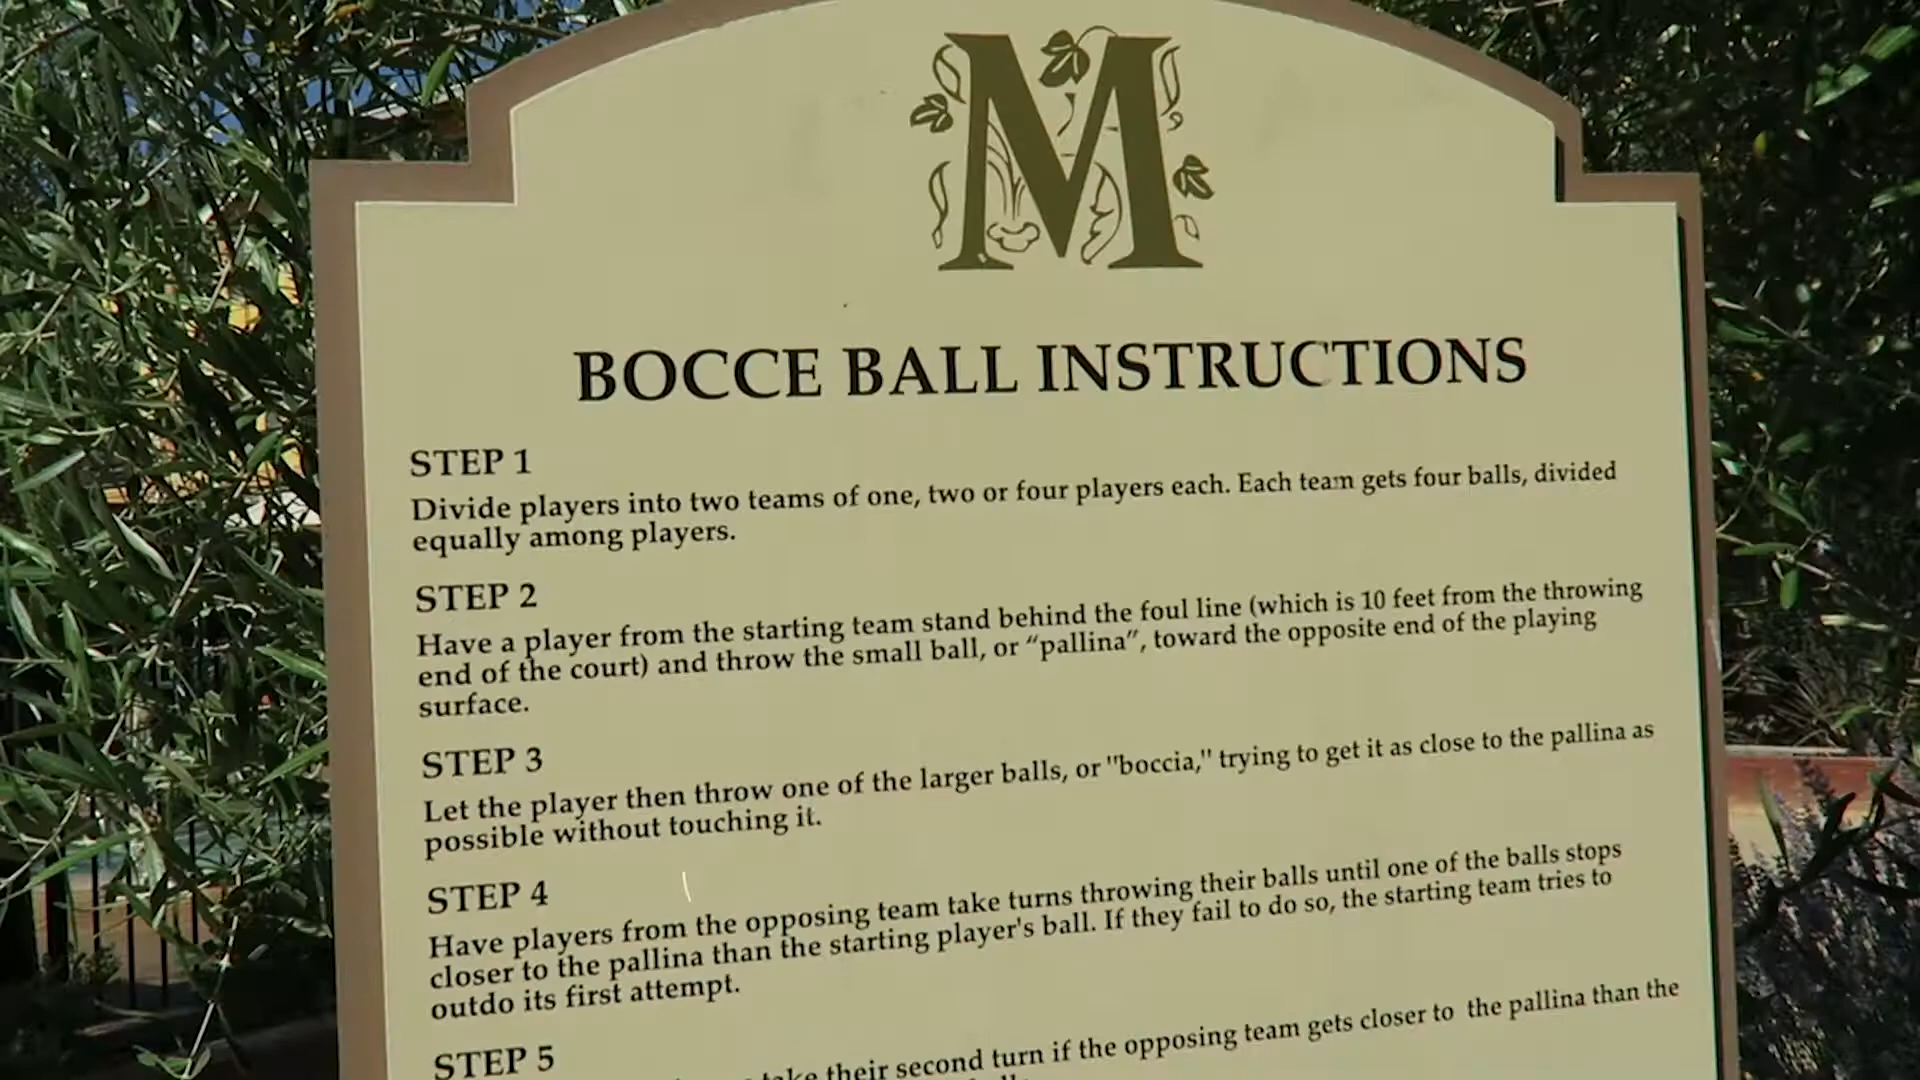 M
BOCCE BALL INSTRUCTIONS
STEP 1
Divide players into two teams of one, two or four players each. Each team gets four balls, divided
equally among players.
STEP 2
Have a player from the starting team stand behind the foul line (which is 10 feet from the throwing
end of the court) and throw the small ball, or “pallina”, toward the opposite end of the playing
surface.
STEP 3
Let the player then throw one of the larger balls, or "boccia," trying to get it as close to the pallina as
possible without touching it.
STEP 4
Have players from the opposing team take turns throwing their balls until one of the balls stops
closer to the pallina than the starting player's ball. If they fail to do so, the starting team tries to
outdo its first attempt.
STEP 5
take their second turn if the opposing team gets closer to the pallina than the